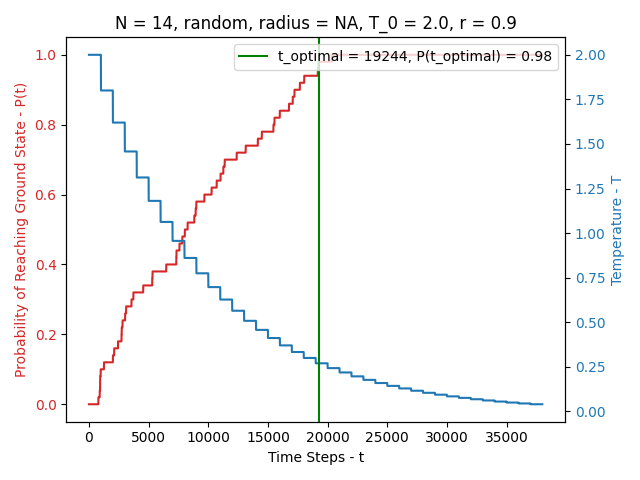 N = 14, random, radius = NA, T_0 = 2.0, r = 0.9
t_optimal = 19244, P(t_optimal) = 0.98
Probability of Reaching Ground State - P(t)
1.0
0.8
0.6
0.4
0.2
0.0
2.00
1.75
1.50
1.25
1.00
0.75
0.50
0.25
0.00
Temperature - T
0 5000 10000 15000 20000 25000 30000 35000
Time Steps - t